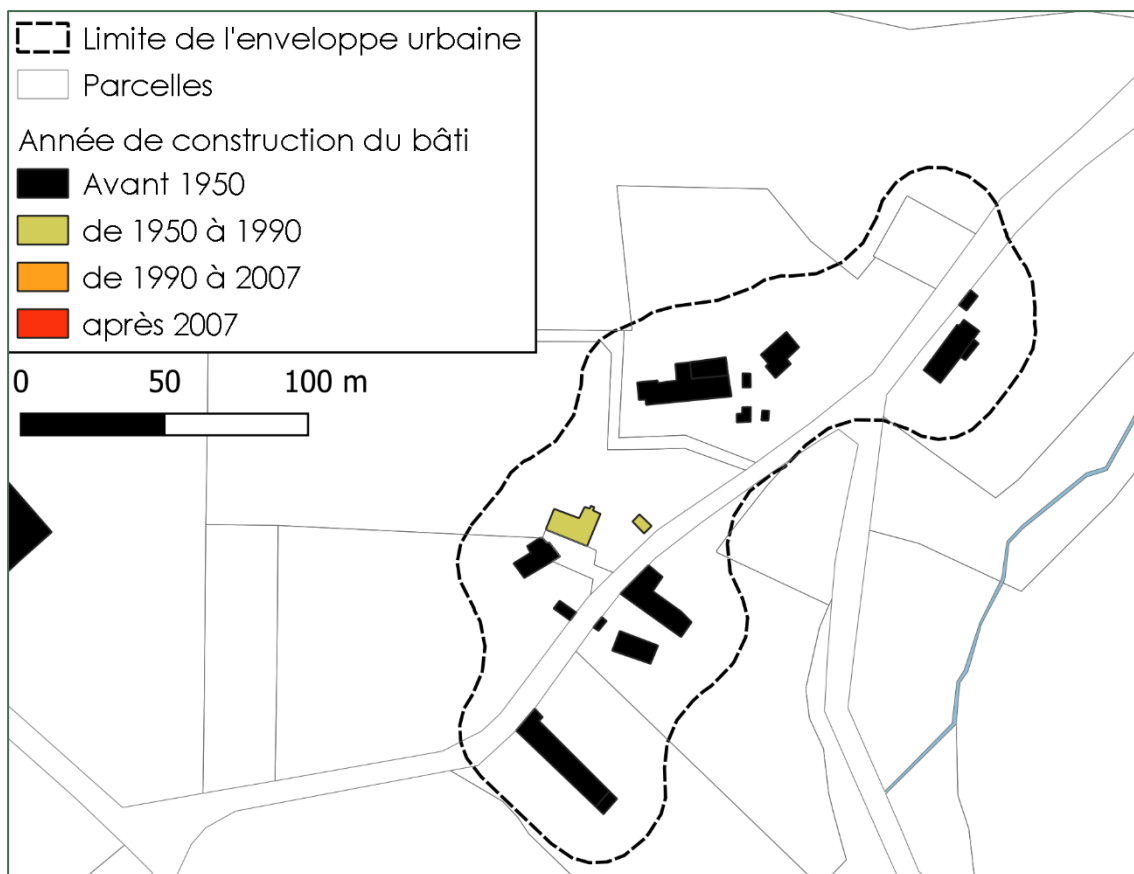 Limite de l'enveloppe urbaine
Parcelles
Année de construction du bâti
Avant 1950
de 1950 à 1990
de 1990 à 2007
après 2007
0 50 100 m